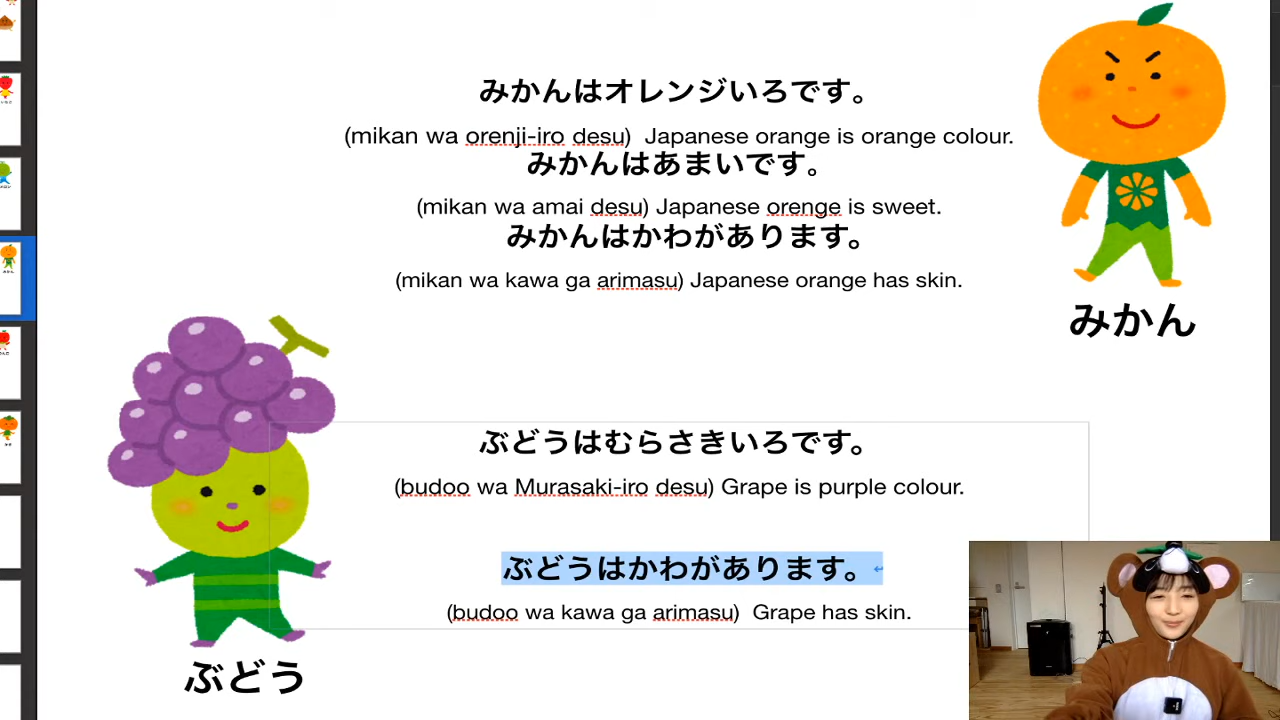 みかんはオレンジいろです。
(mikan wa orenji-iro desu)  Japanese orange is orange colour.
みかんはあまいです。
(mikan wa amai desu) Japanese orenge is sweet.
みかんはかわがあります。
(mikan wa kawa ga arimasu) Japanese orange has skin.
みかん
ぶどうはむらさきいろです。
(budoo wa Murasaki-iro desu) Grape is purple colour.
ぶどうはかわがあります。
(budoo wa kawa ga arimasu)  Grape has skin.
ぶどう